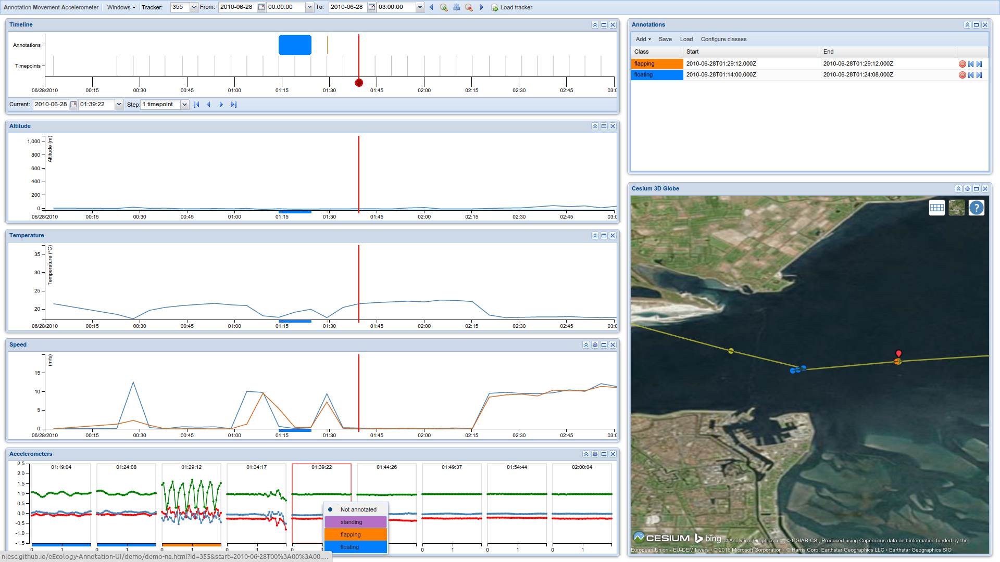 Annotation Movement Accelerometer Windows Tracker: 355 From: 2010-06-28 00:00:00 To: 2010-06-28 03:00:00 Load tracker
Timeline
Annotations
Timepoints
06/28/2010 00:15 00:30 00:45 01:00 01:15 01:30 01:45 02:00 02:15 02:30 02:45 03:0
Current: 2010-06-28 01:39:22 Step: 1 timepoint
Altitude
Altitude (m)
1,000
800
600
400
200
0
06/28/2010 00:15 00:30 00:45 01:00 01:15 01:30 01:45 02:00 02:15 02:30 02:45 03:0
Temperature
Temperature (°C)
35
30
25
20
06/28/2010 00:15 00:30 00:45 01:00 01:15 01:30 01:45 02:00 02:15 02:30 02:45 03:0
Speed
(m/s)
15
10
5
0
06/28/2010 00:15 00:30 00:45 01:00 01:15 01:30 01:45 02:00 02:15 02:30 02:45 03:0
Accelerometers
01:19:04 01:24:08 01:29:12 01:34:17 01:39:22 01:44:26 01:49:37 01:54:44 02:00:04
2.5
2.0
1.5
1.0
0.5
0.0
-0.5
-1.0
-1.5
0 1 0 1 0 1 0 1 0 0 1 0 1 0 1
Not annotated
standing
flapping
floating
nlesc.github.io/eEcology-Annotation-UI/demo/demo-na.html?id=355&start=2010-06-28T00%3A00%3A00....
Annotations
Add Save Load Configure classes
Class Start End
flapping 2010-06-28T01:29:12.000Z 2010-06-28T01:29:12.000Z
floating 2010-06-28T01:14:00.000Z 2010-06-28T01:24:08.000Z
Cesium 3D Globe
?
CESIUM bing © Analytical Graphics Inc., © CGIAR-CSI, Produced using Copernicus data and information funded by the
European Union - EU-DEM layers • © 2016 Microsoft Corporation • © Harris Corp, Earthstar Geographics LLC • Earthstar Geographics SIO